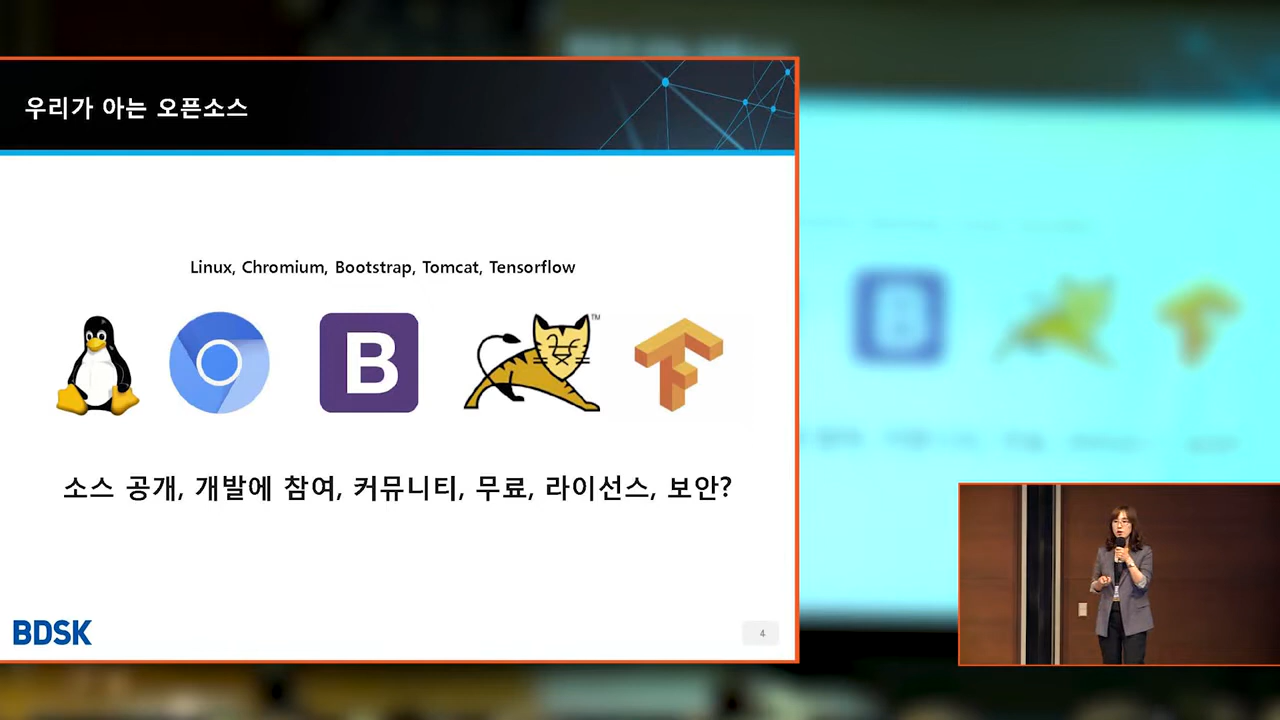 우리가 아는 오픈소스
Linux, Chromium, Bootstrap, Tomcat, Tensorflow
B
TM
소스 공개, 개발에 참여, 커뮤니티, 무료, 라이선스, 보안?
BDSK
4